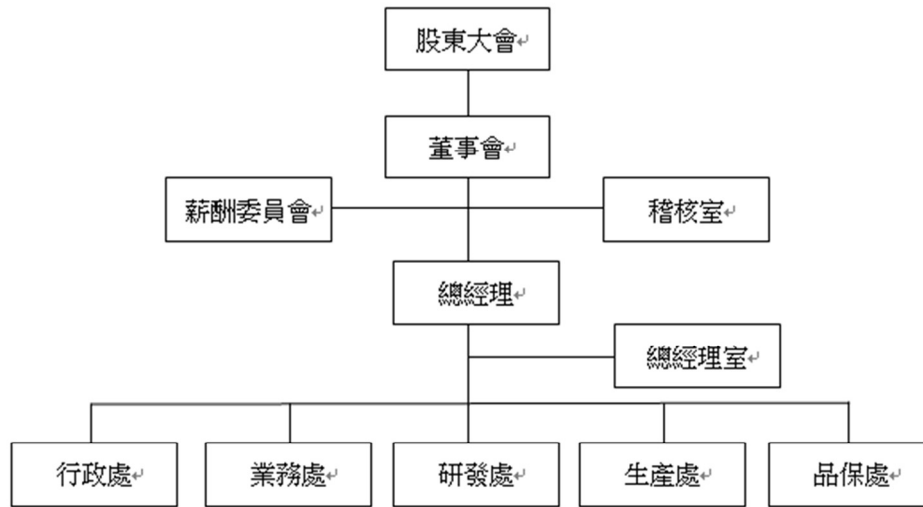 股東大會
董事會
薪酬委員會
稽核室
總經理
總經理室
行政處
業務處
研發處
生產處
品保處